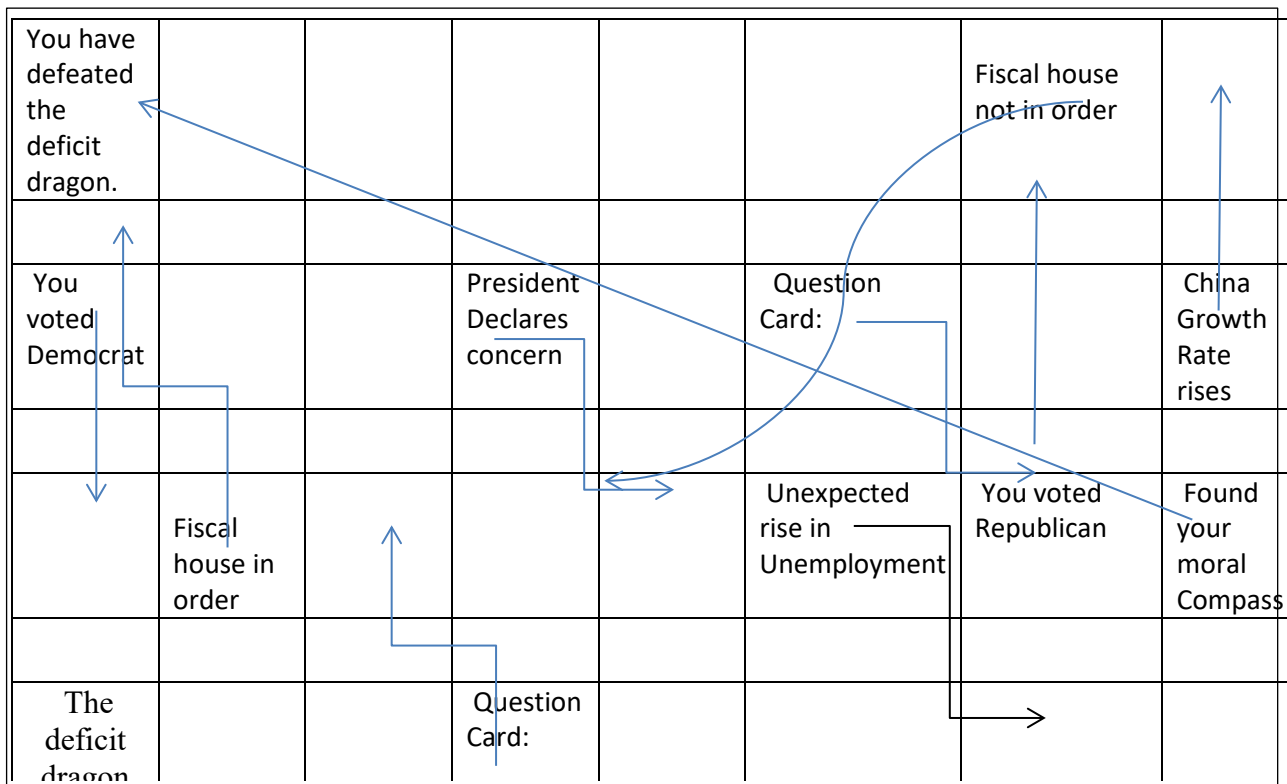 You have
defeated
the
deficit
dragon.
Fiscal house
not in order
You
voted
Democrat
President
Declares
concern
Question
Card:
China
Growth
Rate
rises
Fiscal
house in
order
Unexpected
rise in
Unemployment
You voted
Republican
Found
your
moral
Compass
The
deficit
dragon
Question
Card: